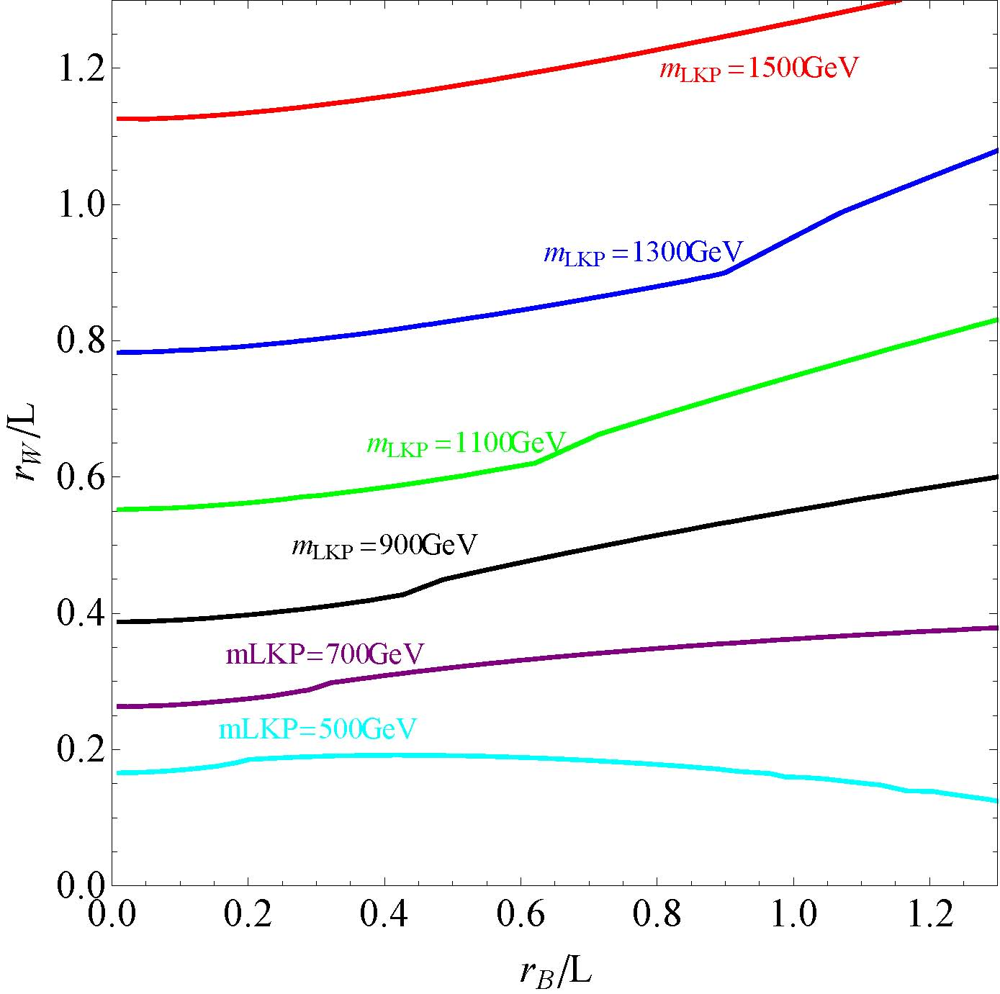 1.2
m_LKP = 1500GeV
1.0
m_LKP = 1300GeV
0.8
r_W/L
m_LKP = 1100GeV
0.6
m_LKP = 900GeV
0.4
mLKP = 700GeV
mLKP = 500GeV
0.2
0.0
0.0 0.2 0.4 0.6 0.8 1.0 1.2
r_B/L